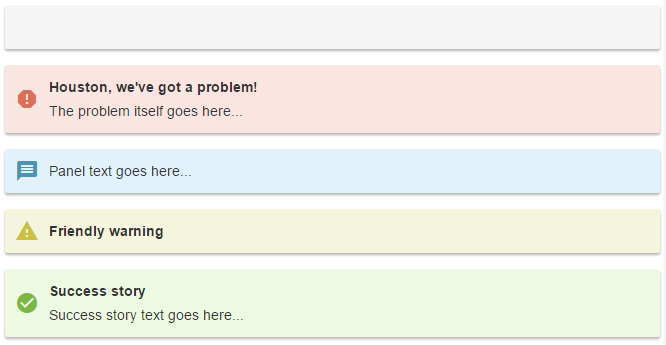 Houston, we've got a problem!
The problem itself goes here...
Panel text goes here...
Friendly warning
Success story
Success story text goes here...